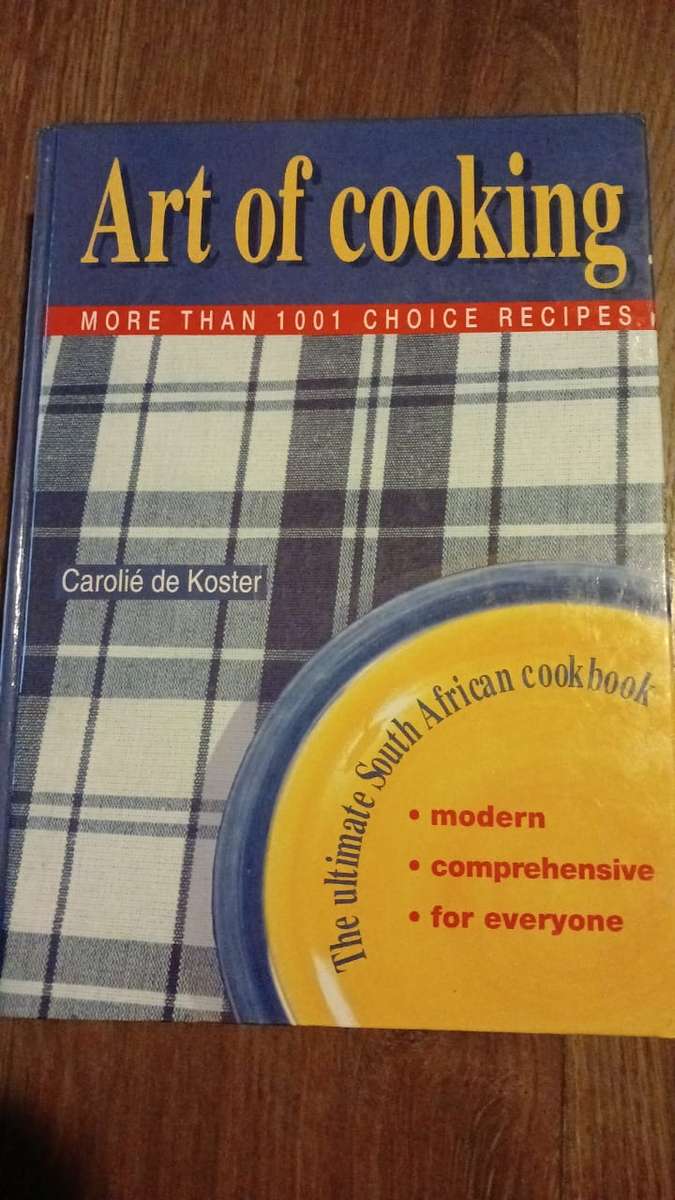 Art of cooking
MORE THAN 1001 CHOICE RECIPES
Carolié de Koster
The ultimate South African cookbook
• modern
• comprehensive
• for everyone